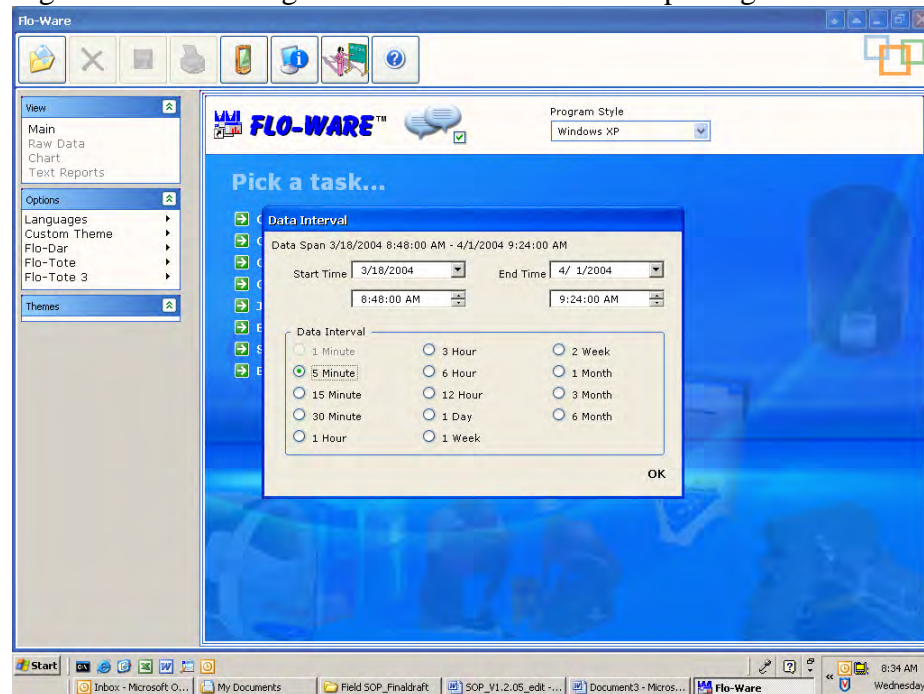 Flo-Ware
View
Main
Raw Data
Chart
Text Reports
Options
Languages
Custom Theme
Flo-Dar
Flo-Tote
Flo-Tote 3
Themes
FLO-WARE™
Program Style
Windows XP
Pick a task...
Data Interval
Data Span 3/18/2004 8:48:00 AM - 4/1/2004 9:24:00 AM
Start Time 3/18/2004 End Time 4/ 1/2004
8:48:00 AM 9:24:00 AM
Data Interval
1 Minute 3 Hour 2 Week
5 Minute 6 Hour 1 Month
15 Minute 12 Hour 3 Month
30 Minute 1 Day 6 Month
1 Hour 1 Week
OK
Start 8:34 AM
Inbox - Microsoft O... My Documents Field SOP_Finaldraft SOP_V1.2.05_edit -... Document3 - Micros... Flo-Ware Wednesday